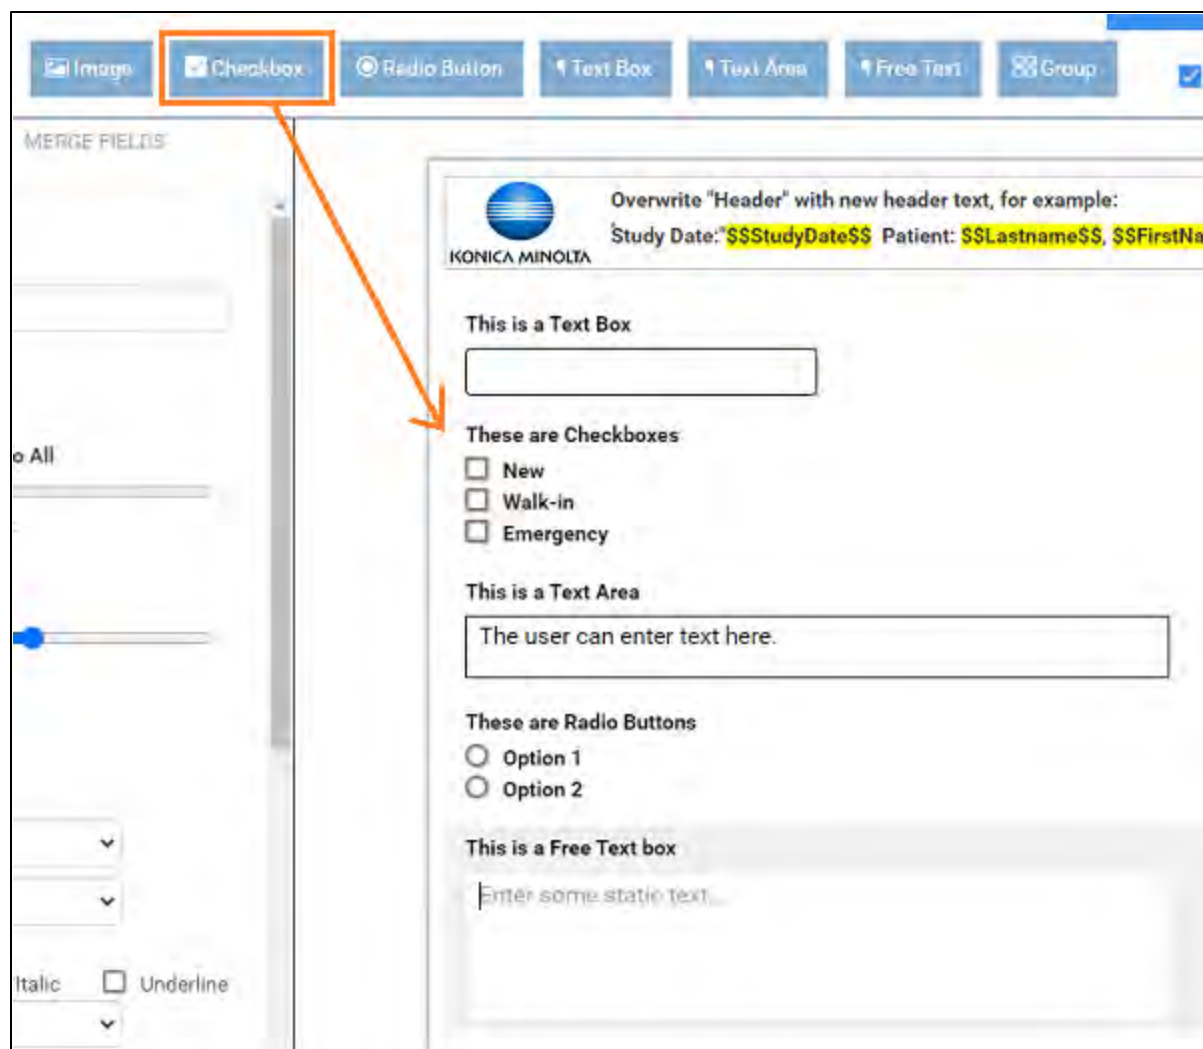 Image Checkbox Radio Button ¶ Text Box ¶ Text Area ¶ Free Text Group
MERGE FIELDS
Overwrite "Header" with new header text, for example:
Study Date:"$$StudyDate$$ Patient: $$Lastname$$, $$FirstNa
KONICA MINOLTA
This is a Text Box
These are Checkboxes
o All
New
Walk-in
Emergency
This is a Text Area
The user can enter text here.
These are Radio Buttons
Option 1
Option 2
This is a Free Text box
Enter some static text...
Italic Underline